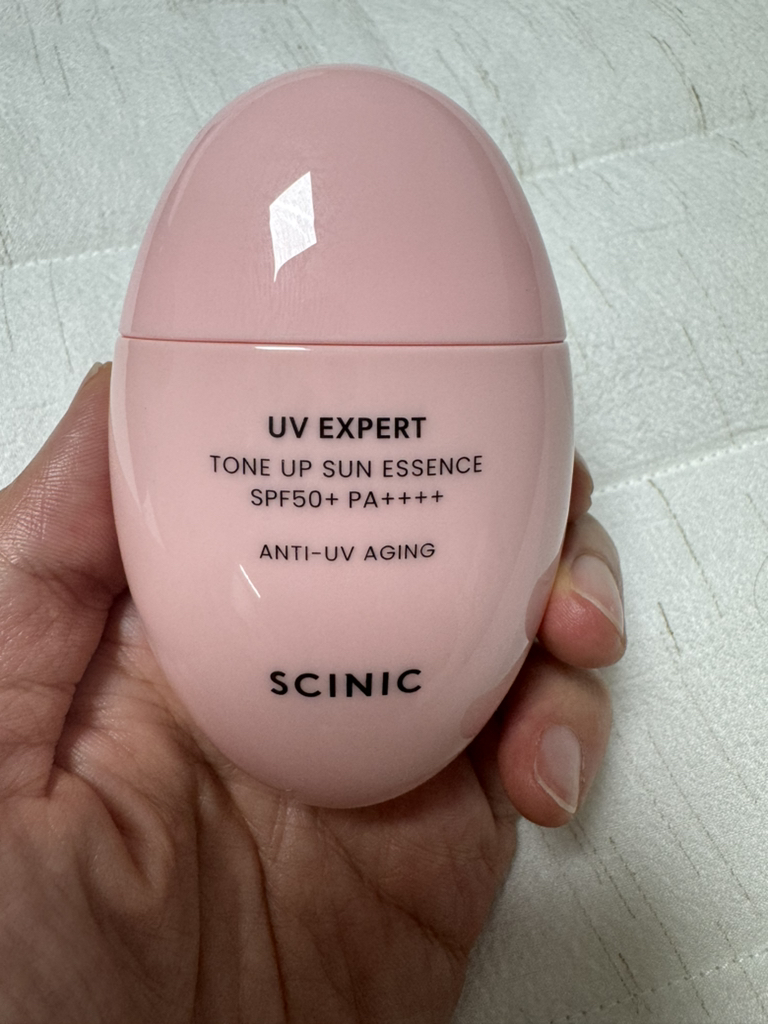 UV EXPERT
TONE UP SUN ESSENCE
SPF50+ PA++++
ANTI-UV AGING
SCINIC